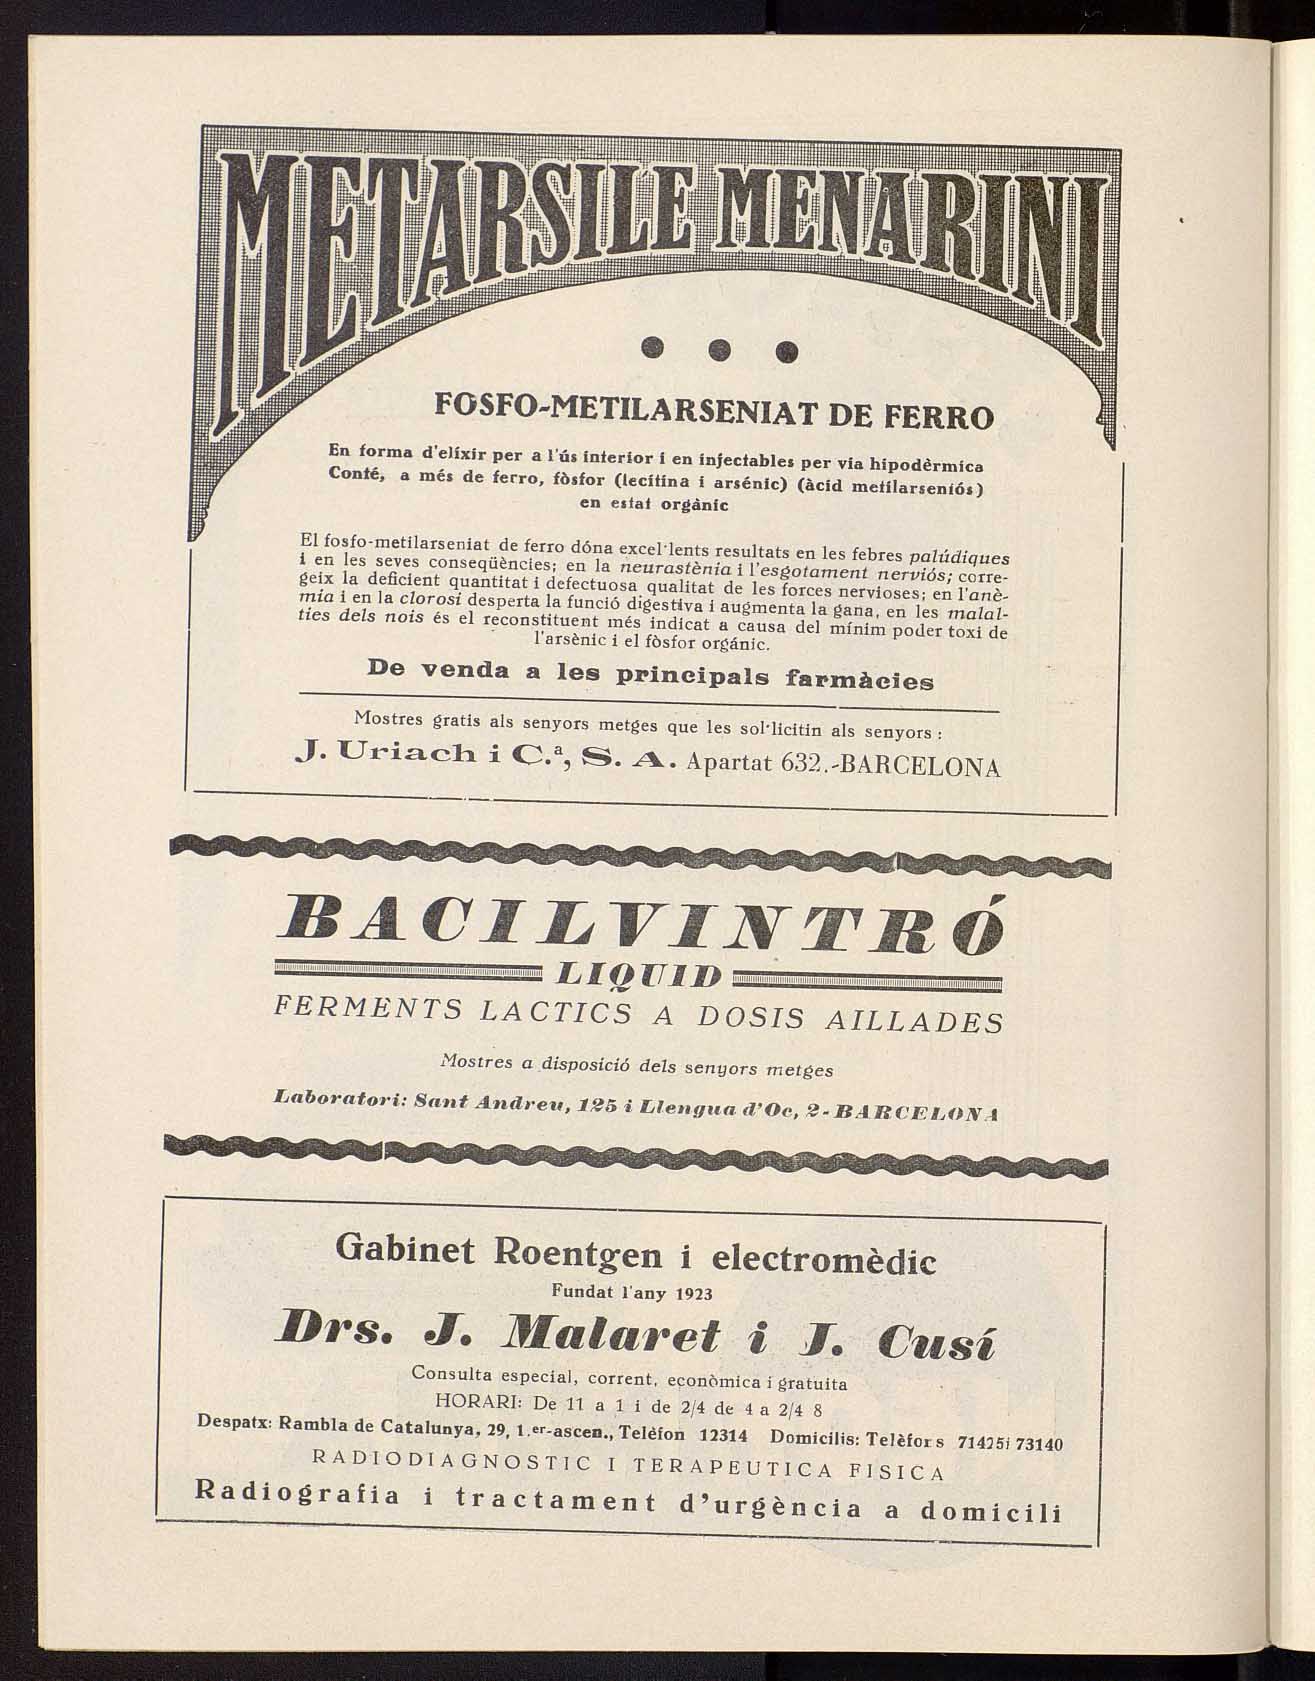 METARSILE MENARINI
FOSFO-METILARSENIAT DE FERRO
En forma d'elíxir per a l'ús interior i en injectables per via hipodèrmica
Conté, a més de ferro, fòsfor (lecitina i arsénic) (àcid metilarseniós)
en estat orgànic
El fosfo-metilarseniat de ferro dóna excel·lents resultats en les febres palúdiques
i en les seves conseqüències; en la neurastènia i l'esgotament nerviós; corre-
geix la deficient quantitat i defectuosa qualitat de les forces nervioses; en l'anè-
mia i en la clorosi desperta la funció digestiva i augmenta la gana, en les malal-
ties dels nois és el reconstituent més indicat a causa del mínim poder toxi de
l'arsènic i el fòsfor orgánic.
De venda a les principals farmàcies
Mostres gratis als senyors metges que les sol·licitin als senyors:
J. Uriach i C.ª, S. A. Apartat 632.-BARCELONA
BACILVINTRÓ
LIQUID
FERMENTS LACTICS A DOSIS AILLADES
Mostres a disposició dels senyors metges
Laboratori: Sant Andreu, 125 i Llengua d'Oc, 2-BARCELONA
Gabinet Roentgen i electromèdic
Fundat l'any 1923
Drs. J. Malaret i J. Cusí
Consulta especial, corrent, econòmica i gratuita
HORARI: De 11 a 1 i de 2/4 de 4 a 2/4 8
Despatx: Rambla de Catalunya, 29, 1.er-ascen., Telèfon 12314 Domicilis: Telèfors 71425i 73140
RADIODIAGNOSTIC I TERAPEUTICA FISICA
Radiografia i tractament d'urgència a domicili